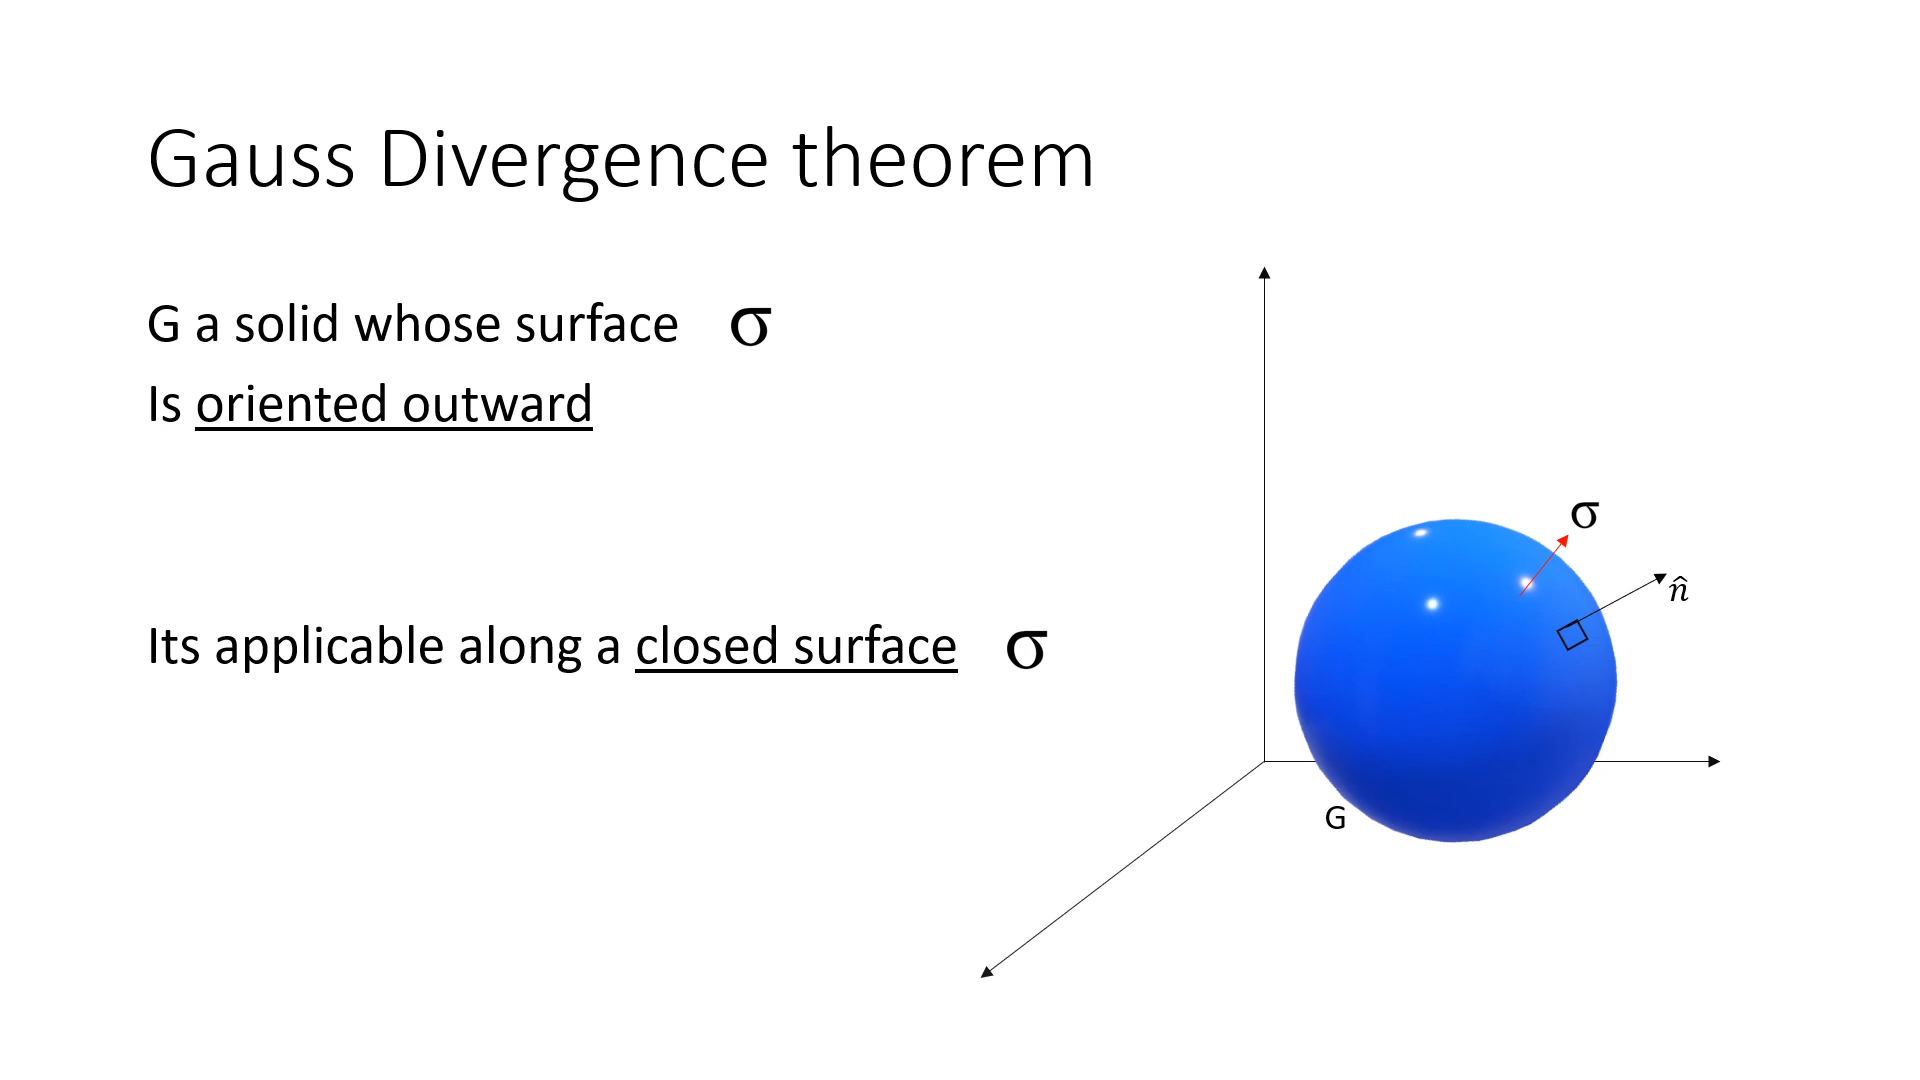 Gauss Divergence theorem
G a solid whose surface σ
Is oriented outward
σ
n̂
Its applicable along a closed surface σ
G